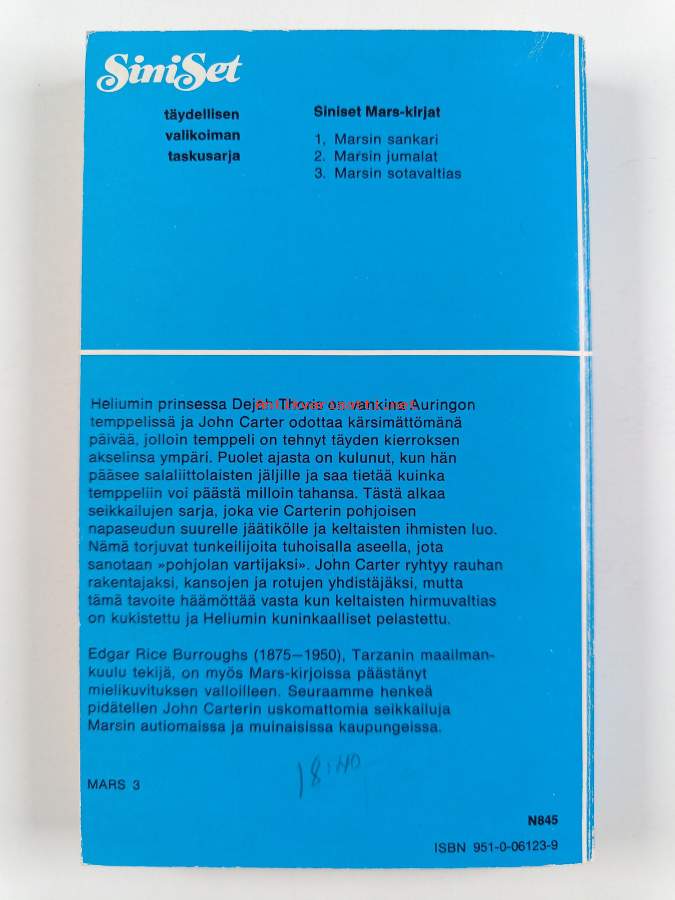 SiniSet
täydellisen
valikoiman
taskusarja
Siniset Mars-kirjat
1. Marsin sankari
2. Marsin jumalat
3. Marsin sotavaltias
Heliumin prinsessa Dejah Thoris on vankina Auringon
temppelissä ja John Carter odottaa kärsimättömänä
päivää, jolloin temppeli on tehnyt täyden kierroksen
akselinsa ympäri. Puolet ajasta on kulunut, kun hän
pääsee salaliittolaisten jäljille ja saa tietää kuinka
temppeliin voi päästä milloin tahansa. Tästä alkaa
seikkailujen sarja, joka vie Carterin pohjoisen
napaseudun suurelle jäätikölle ja keltaisten ihmisten luo.
Nämä torjuvat tunkeilijoita tuhoisalla aseella, jota
sanotaan »pohjolan vartijaksi». John Carter ryhtyy rauhan
rakentajaksi, kansojen ja rotujen yhdistäjäksi, mutta
tämä tavoite häämöttää vasta kun keltaisten hirmuvaltias
on kukistettu ja Heliumin kuninkaalliset pelastettu.
Edgar Rice Burroughs (1875—1950), Tarzanin maailman-
kuulu tekijä, on myös Mars-kirjoissa päästänyt
mielikuvituksen valloilleen. Seuraamme henkeä
pidätellen John Carterin uskomattomia seikkailuja
Marsin autiomaissa ja muinaisissa kaupungeissa.
MARS 3
N845
ISBN 951-0-06123-9